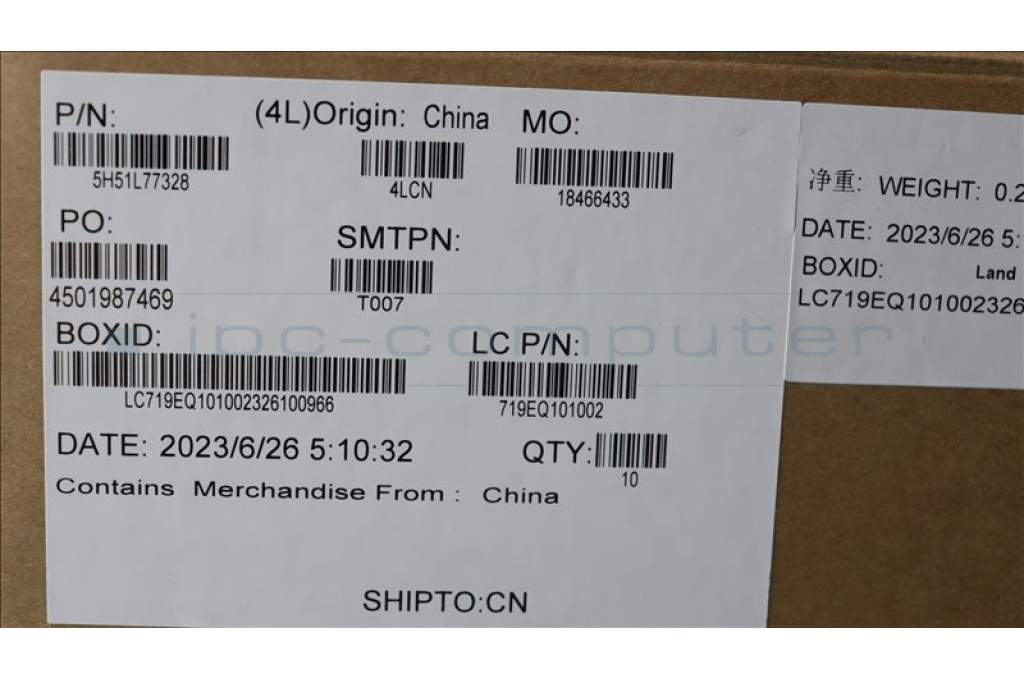 P/N:
5H51L77328
(4L)Origin: China
4LCN
MO:
18466433
PO:
4501987469
SMTPN:
T007
BOXID:
LC719EQ101002326100966
LC P/N:
719EQ101002
DATE: 2023/6/26 5:10:32
QTY:
10
Contains Merchandise From : China
SHIPTO:CN
净重: WEIGHT: 0.2
DATE: 2023/6/26 5:
BOXID: Land
LC719EQ101002326
ipc-computer